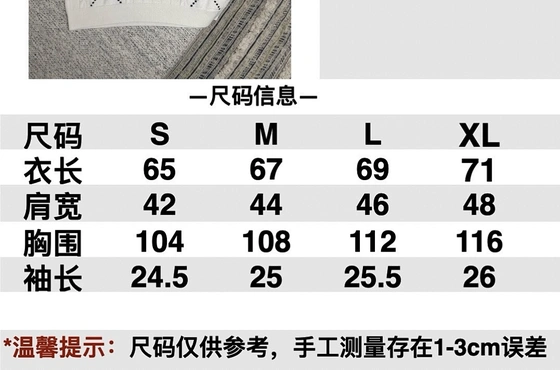 —尺码信息—
尺码 S M L XL
衣长 65 67 69 71
肩宽 42 44 46 48
胸围 104 108 112 116
袖长 24.5 25 25.5 26
*温馨提示：尺码仅供参考，手工测量存在1-3cm误差